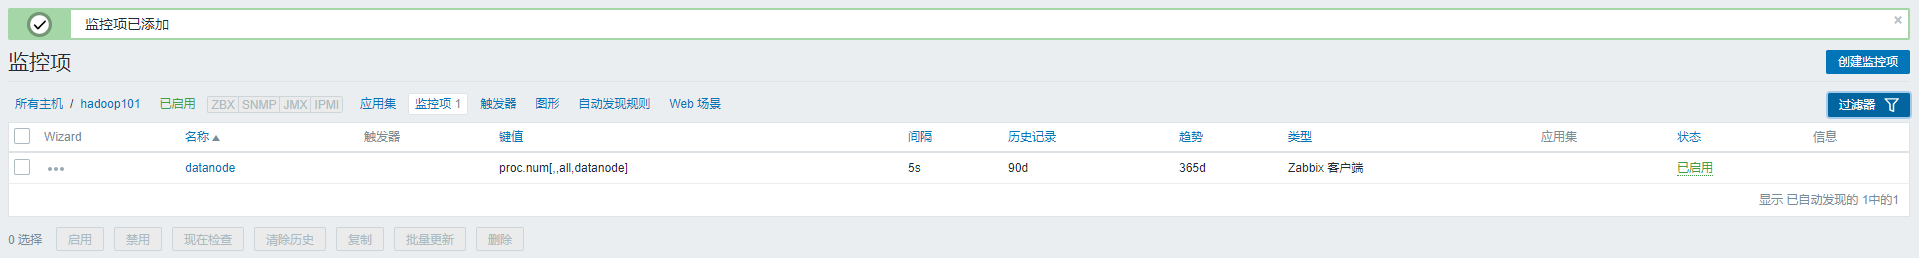 监控项已添加 ×
监控项 创建监控项
所有主机 / hadoop101 已启用 ZBX SNMP JMX IPMI 应用集 监控项 1 触发器 图形 自动发现规则 Web 场景 过滤器
Wizard 名称 触发器 键值 间隔 历史记录 趋势 类型 应用集 状态 信息
datanode proc.num[,,all,datanode] 5s 90d 365d Zabbix 客户端 已启用
显示 已自动发现的 1中的1
0 选择 启用 禁用 现在检查 清除历史 复制 批量更新 删除